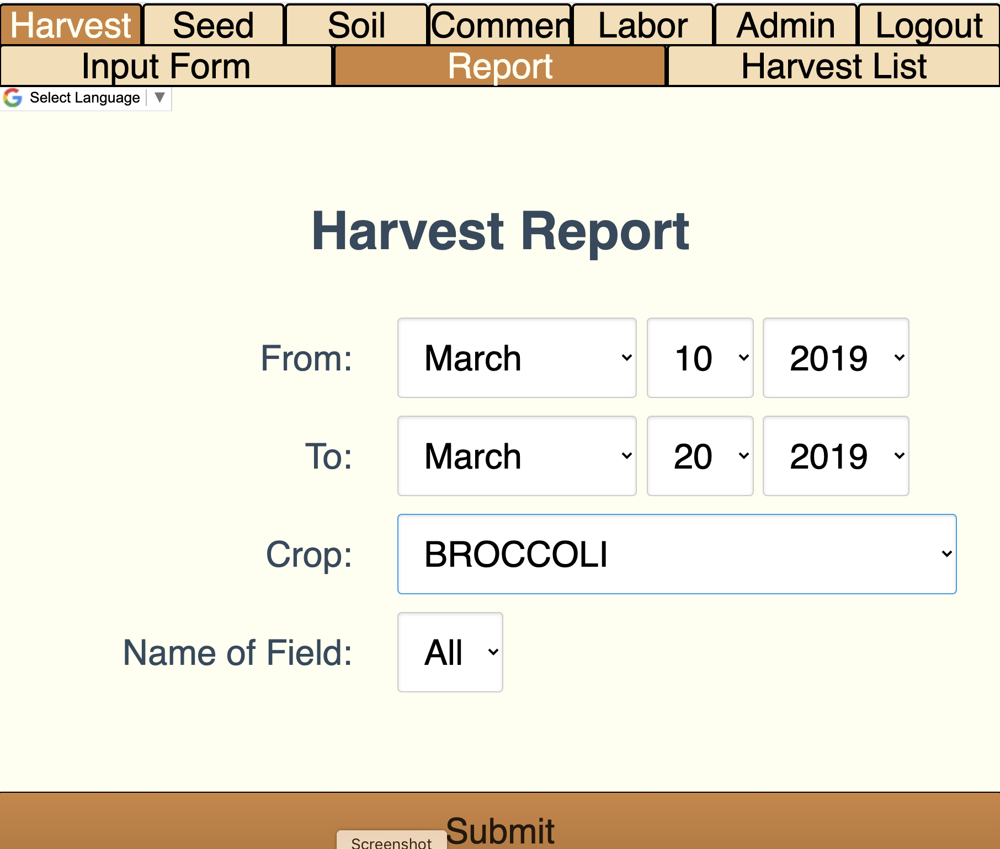 Harvest Seed Soil Commen Labor Admin Logout
Input Form Report Harvest List
Select Language ▼
Harvest Report
From: March 10 2019
To: March 20 2019
Crop: BROCCOLI
Name of Field: All
Submit
Screenshot